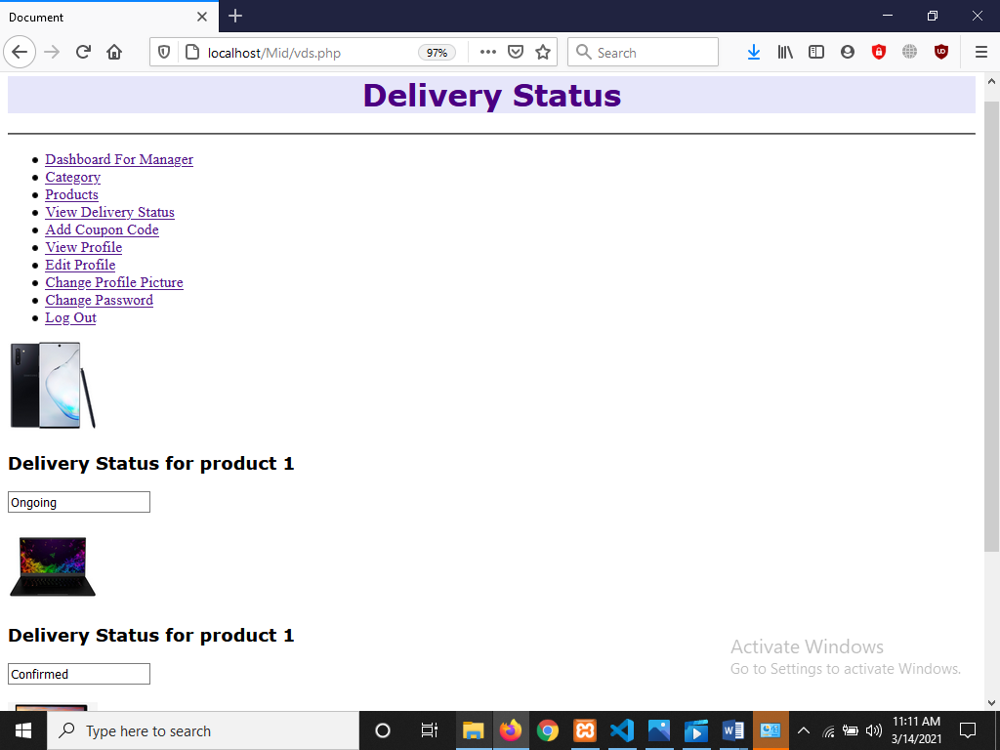 Document
localhost/Mid/vds.php
97%
Search
Delivery Status
Dashboard For Manager
Category
Products
View Delivery Status
Add Coupon Code
View Profile
Edit Profile
Change Profile Picture
Change Password
Log Out
Delivery Status for product 1
Ongoing
Delivery Status for product 1
Confirmed
Activate Windows
Go to Settings to activate Windows.
Type here to search
11:11 AM
3/14/2021